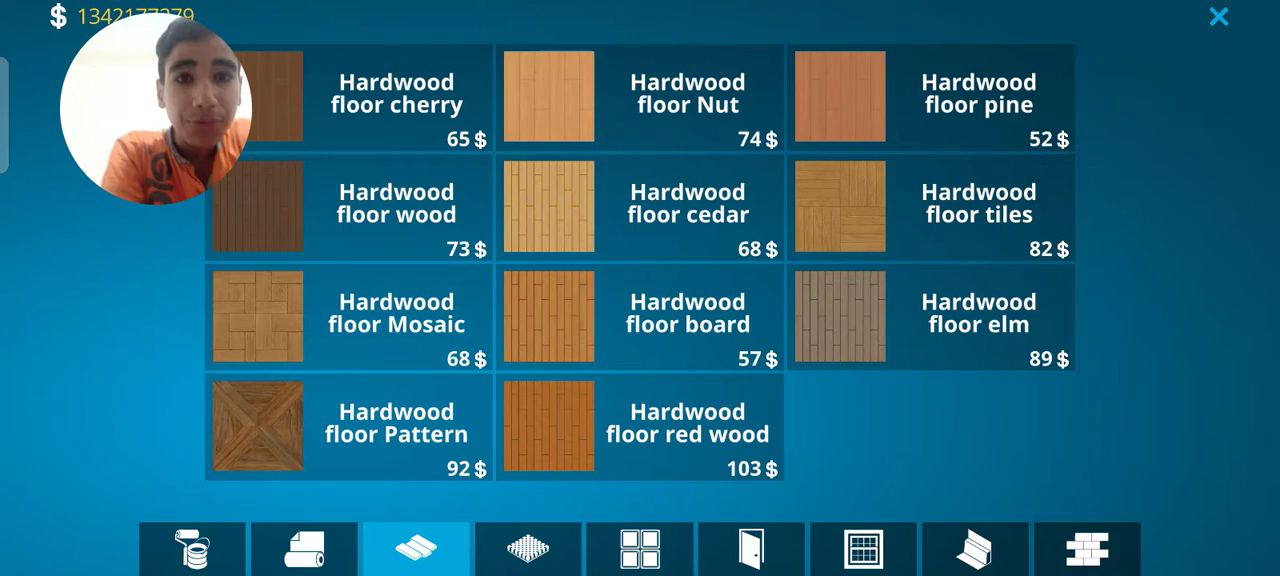 $
Hardwood
floor cherry
65 $
Hardwood
floor Nut
74 $
Hardwood
floor pine
52 $
Hardwood
floor wood
73 $
Hardwood
floor cedar
68 $
Hardwood
floor tiles
82 $
Hardwood
floor Mosaic
68 $
Hardwood
floor board
57 $
Hardwood
floor elm
89 $
Hardwood
floor Pattern
92 $
Hardwood
floor red wood
103 $